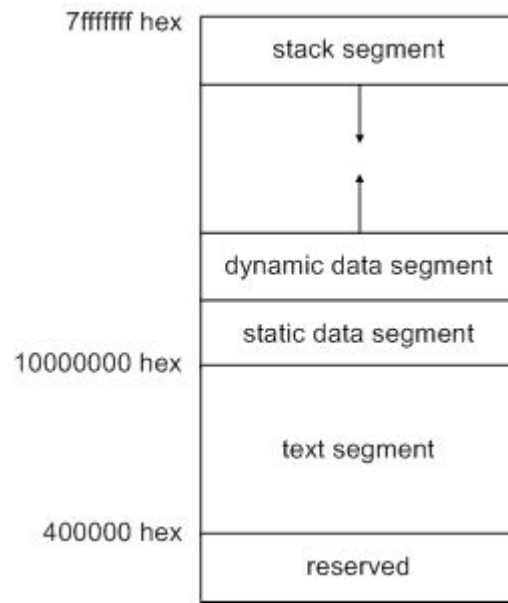 7fffffff hex
stack segment
dynamic data segment
static data segment
10000000 hex
text segment
400000 hex
reserved